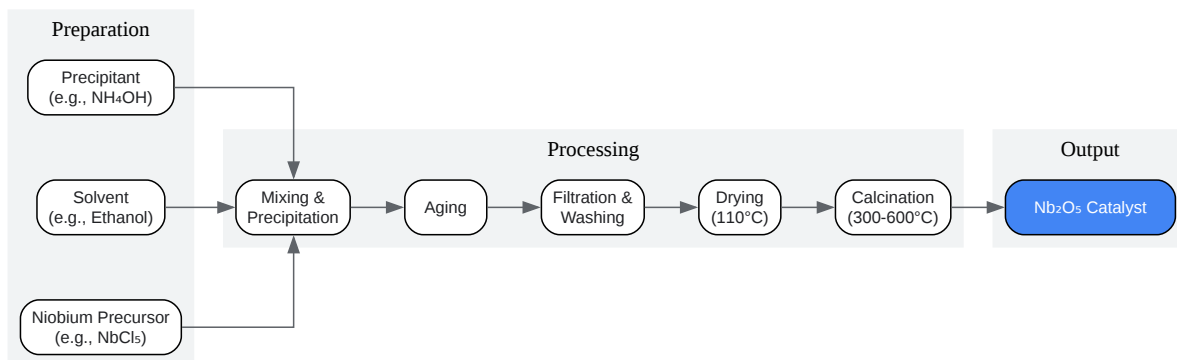 Preparation
Precipitant
(e.g., NH₄OH)
Solvent
(e.g., Ethanol)
Niobium Precursor
(e.g., NbCl₅)
Processing
Mixing &
Precipitation
Aging
Filtration &
Washing
Drying
(110°C)
Calcination
(300-600°C)
Output
Nb₂O₅ Catalyst